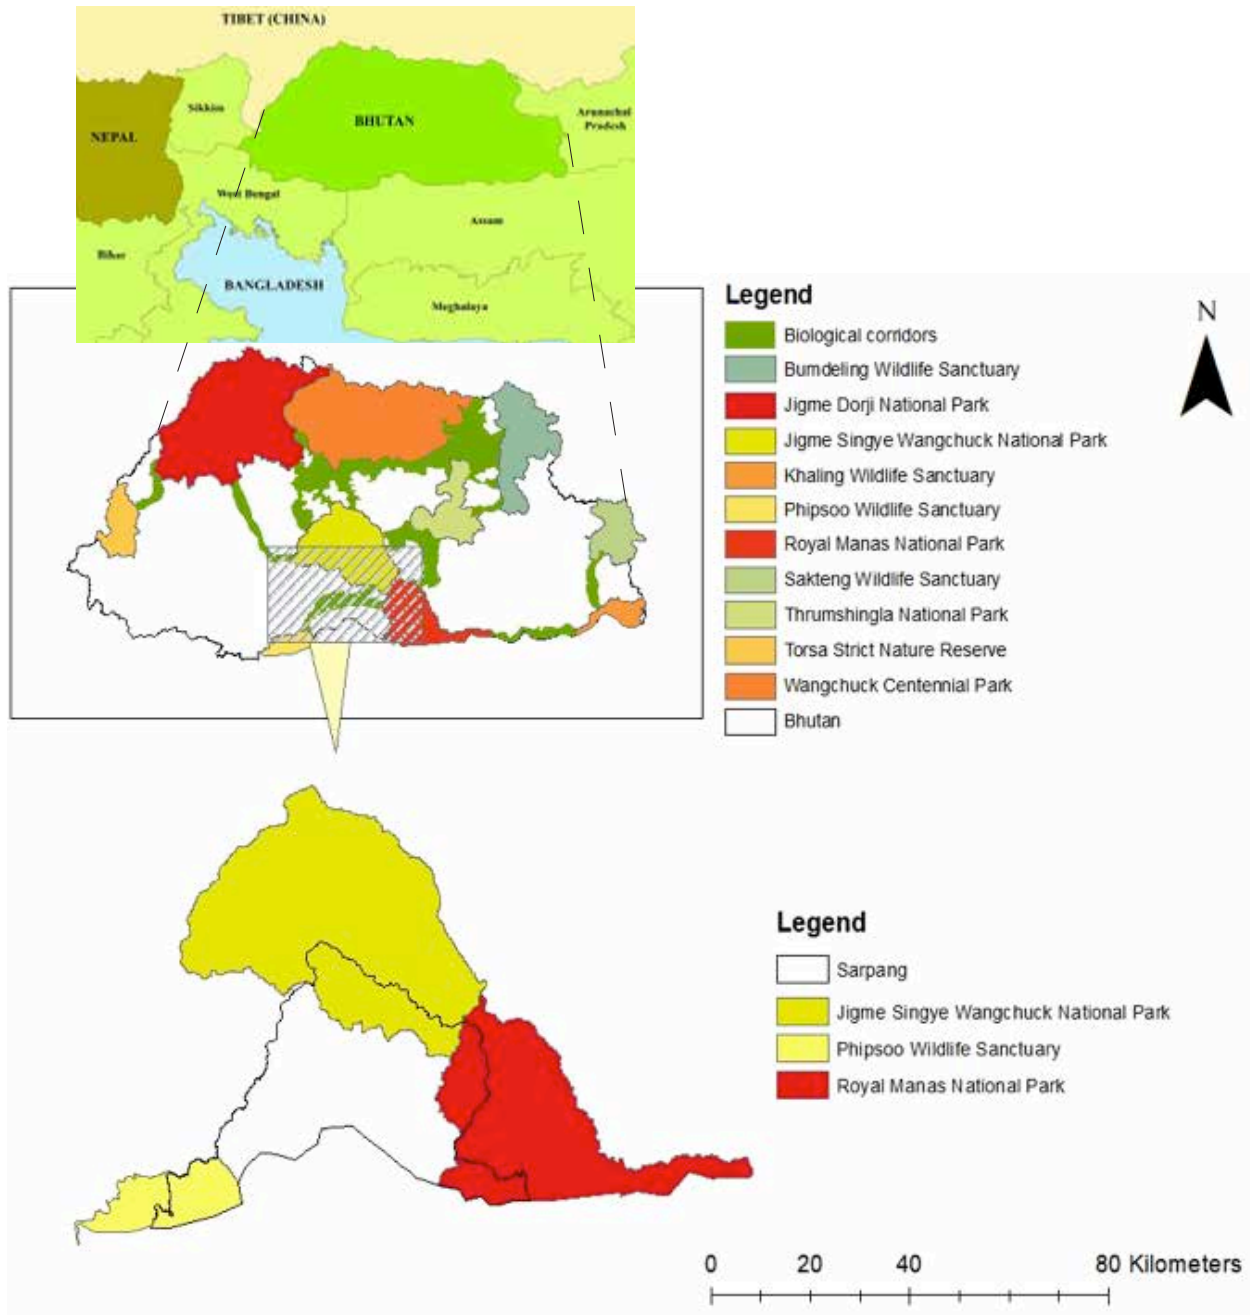 TIBET (CHINA)
Sikkim
Arunachal
Pradesh
BHUTAN
NEPAL
West Bengal
Assam
Bihar
BANGLADESH
Meghalaya
Legend
Biological corridors
Bumdeling Wildlife Sanctuary
Jigme Dorji National Park
Jigme Singye Wangchuck National Park
Khaling Wildlife Sanctuary
Phipsoo Wildlife Sanctuary
Royal Manas National Park
Sakteng Wildlife Sanctuary
Thrumshingla National Park
Torsa Strict Nature Reserve
Wangchuck Centennial Park
Bhutan
N
Legend
Sarpang
Jigme Singye Wangchuck National Park
Phipsoo Wildlife Sanctuary
Royal Manas National Park
0 20 40 80 Kilometers